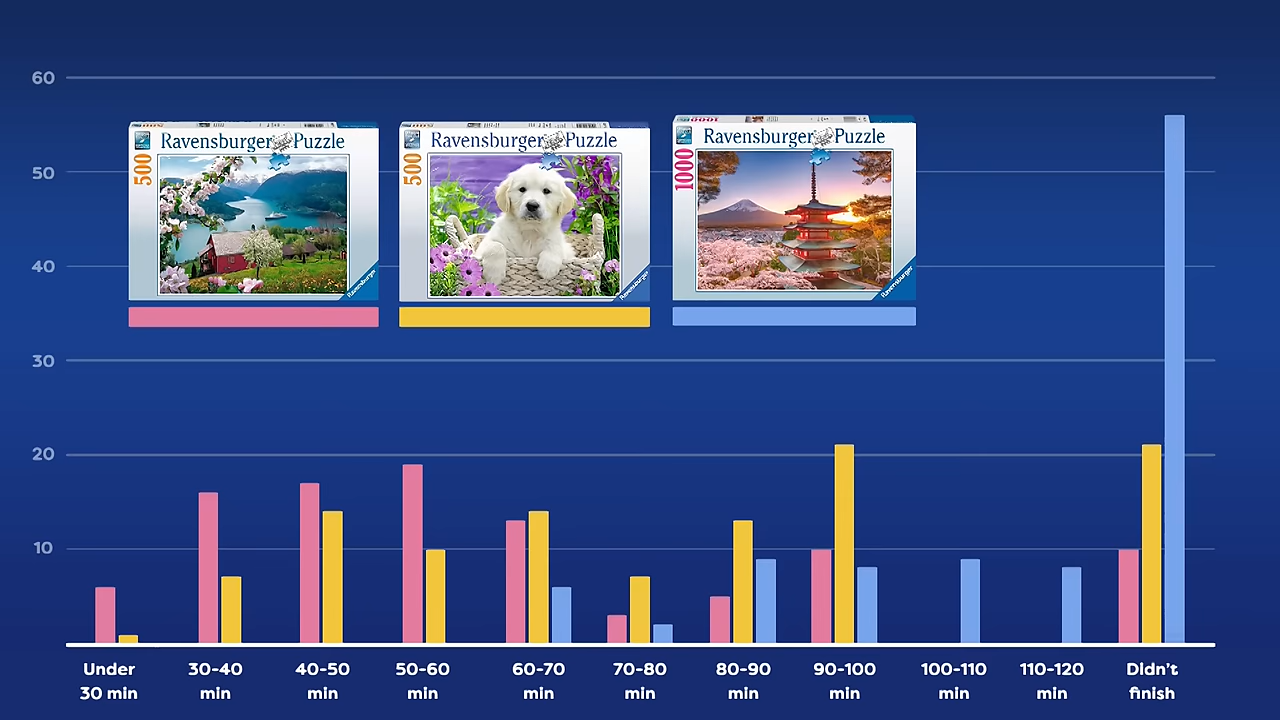 60
50
40
30
20
10
Ravensburger Puzzle
500
Ravensburger
Ravensburger Puzzle
500
Ravensburger
Ravensburger Puzzle
1000
1000
Ravensburger
Under
30 min
30-40
min
40-50
min
50-60
min
60-70
min
70-80
min
80-90
min
90-100
min
100-110
min
110-120
min
Didn't
finish